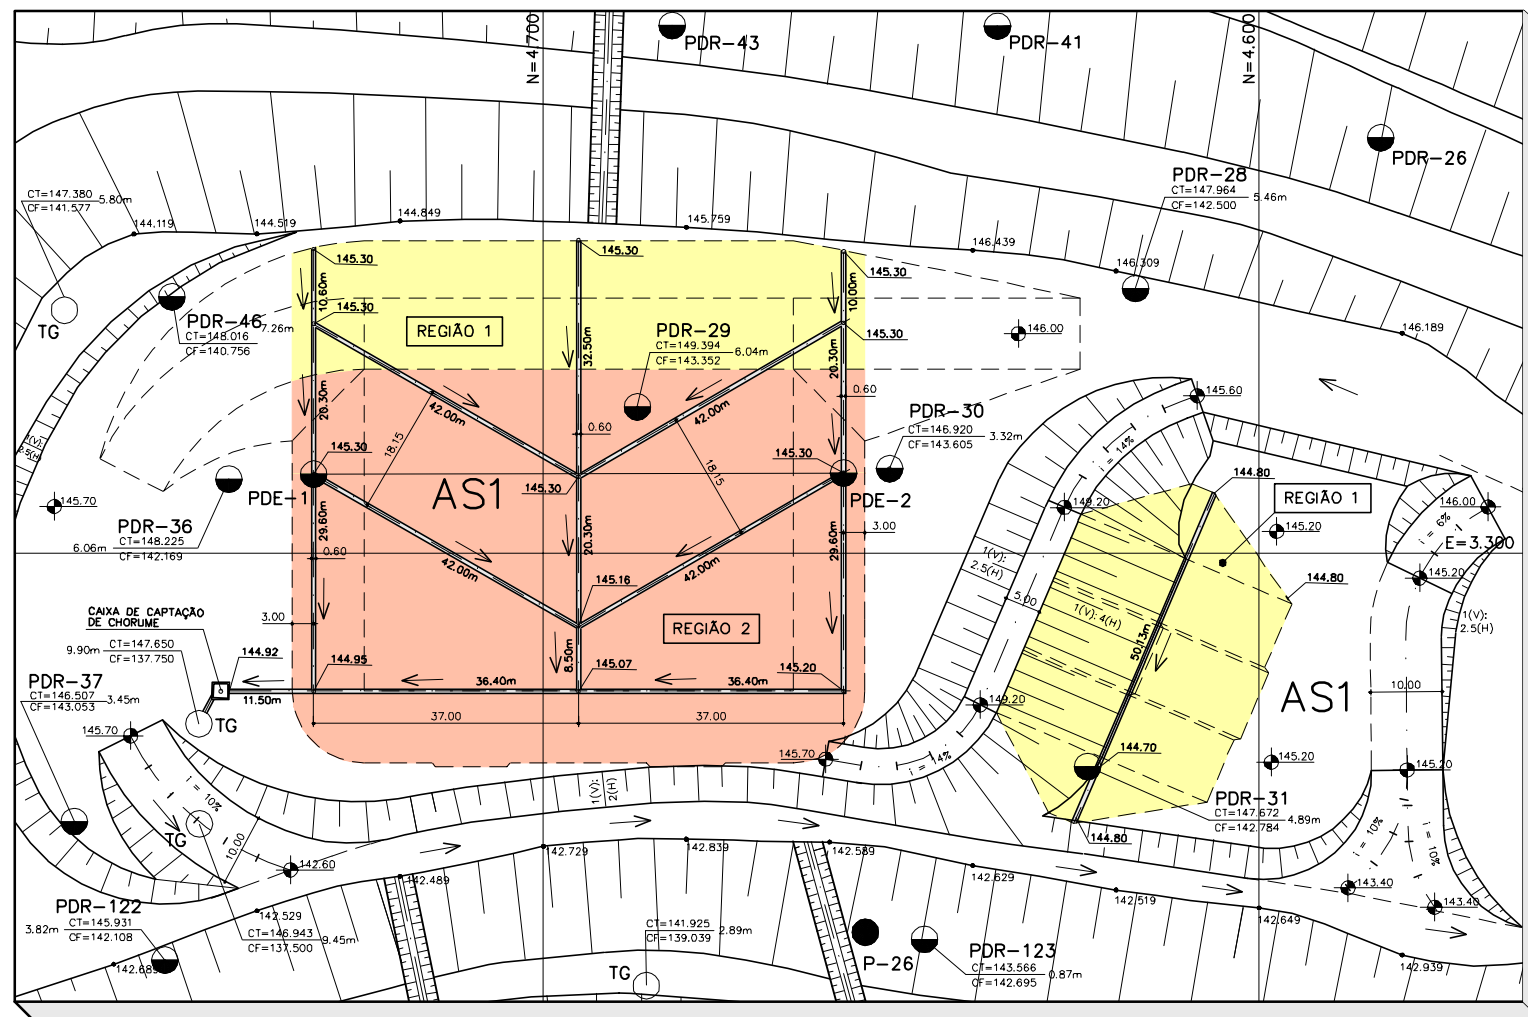 N=4.700
N=4.600
PDR-43
PDR-41
PDR-26
PDR-28
CT=147.964
CF=142.500
5.46m
CT=147.380
CF=141.577
5.80m
144.119
144.519
144.849
145.759
146.439
146.309
146.189
TG
PDR-46
CT=148.016
CF=140.756
7.26m
145.30
145.30
145.30
10.60m
10.00m
145.30
145.30
REGIÃO 1
PDR-29
CT=149.394
CF=143.352
6.04m
32.50m
20.30m
20.30m
42.00m
42.00m
146.00
0.60
0.60
18.15
18.15
PDR-30
CT=146.920
CF=143.605
3.32m
145.60
i = 14%
1(V):
2.5(H)
145.70
145.30
145.30
145.30
PDE-1
AS1
PDE-2
PDR-36
CT=148.225
CF=142.169
6.06m
29.60m
29.60m
0.60
20.30m
3.00
42.00m
42.00m
145.16
149.20
144.80
REGIÃO 1
145.20
146.00
i = 6%
E=3.300
145.20
144.80
1(V):
2.5(H)
1(V):
2.5(H)
5.00
1(V):4(H)
50.13m
CAIXA DE CAPTAÇÃO
DE CHORUME
CT=147.650
CF=137.750
9.90m
3.00
REGIÃO 2
144.92
144.95
8.50m
145.07
145.20
36.40m
36.40m
11.50m
37.00
37.00
TG
PDR-37
CT=146.507
CF=143.053
3.45m
145.70
149.20
AS1
10.00
145.70
i = 14%
144.70
145.20
145.20
1(V):
2(H)
PDR-31
CT=147.672
CF=142.784
4.89m
144.80
i = 10%
TG
10.00
142.60
i = 10%
i = 10%
142.729
142.839
142.589
142.629
142.519
142.649
143.40
143.40
142.489
142.529
PDR-122
CT=145.931
CF=142.108
3.82m
CT=146.943
CF=137.500
9.45m
142.689
CT=141.925
CF=139.039
2.89m
TG
P-26
PDR-123
CT=143.566
CF=142.695
0.87m
142.939